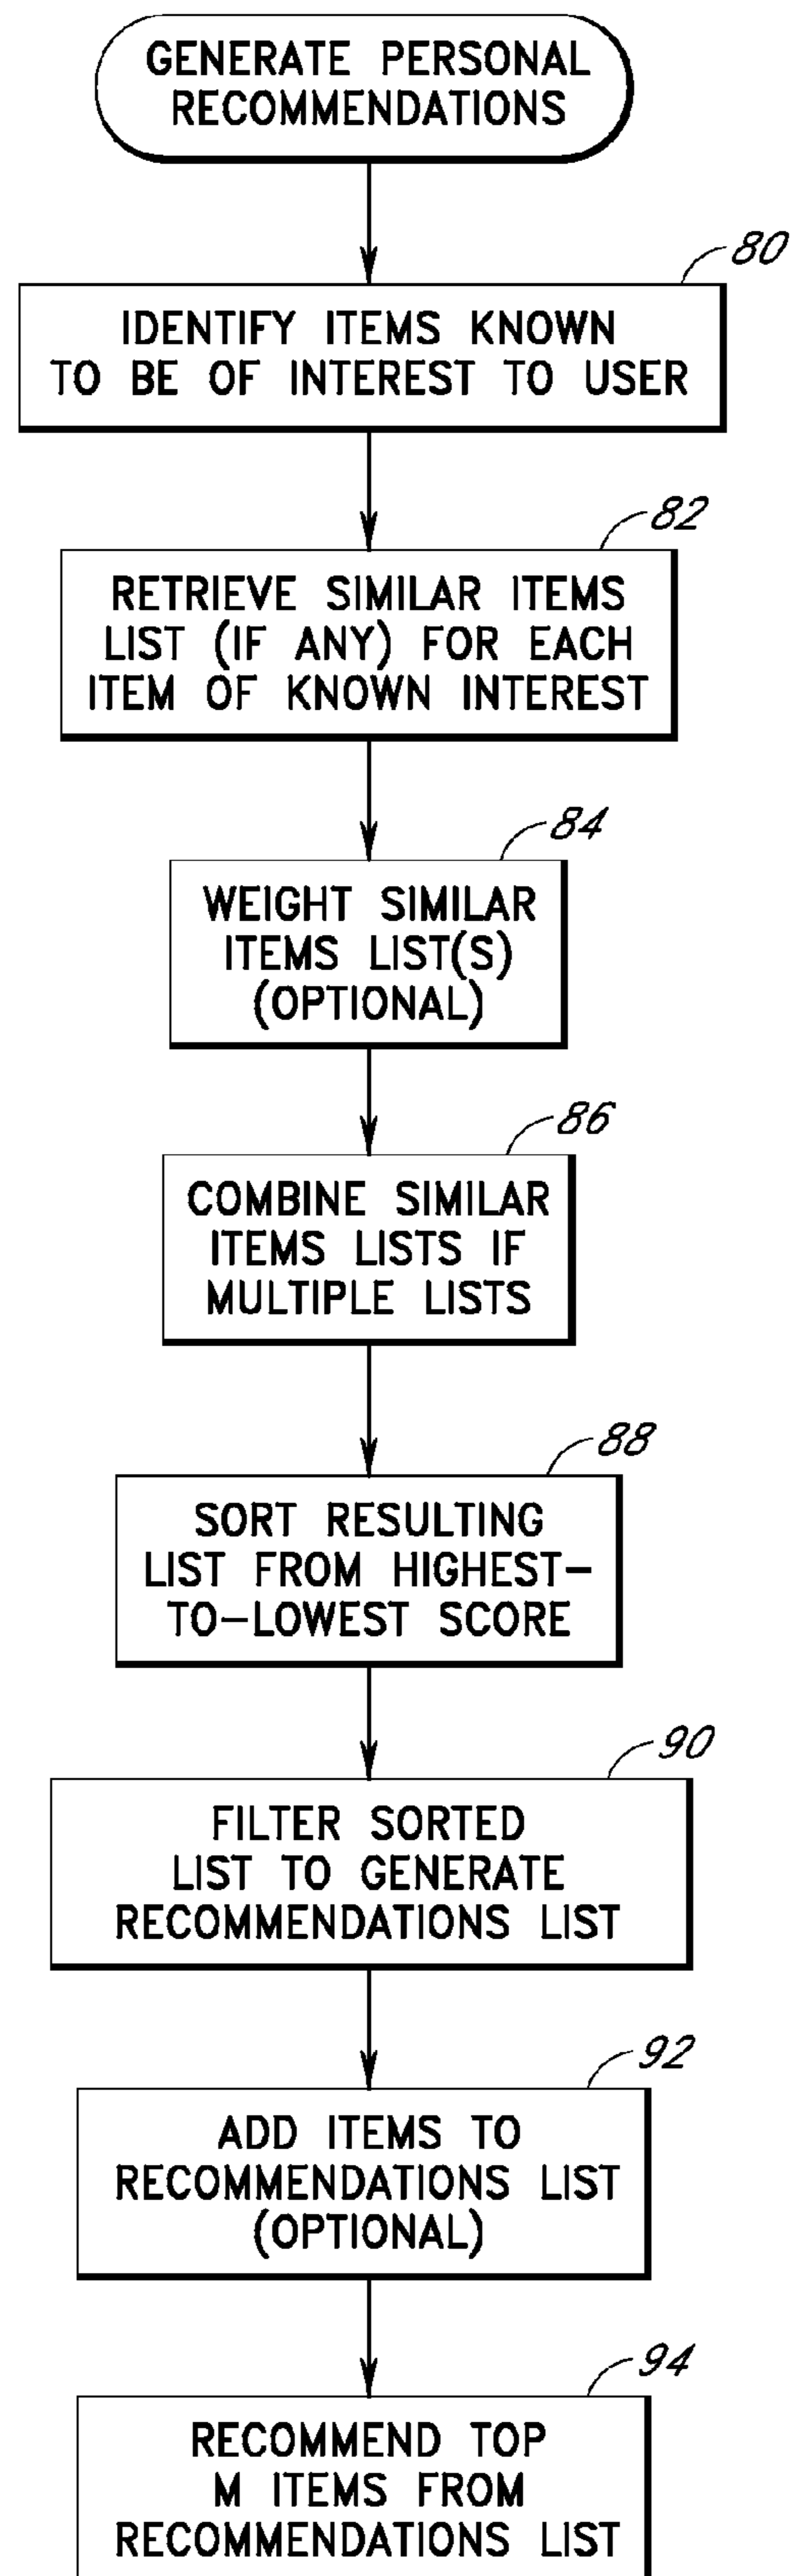 GENERATE PERSONAL
RECOMMENDATIONS
80
IDENTIFY ITEMS KNOWN
TO BE OF INTEREST TO USER
82
RETRIEVE SIMILAR ITEMS
LIST (IF ANY) FOR EACH
ITEM OF KNOWN INTEREST
84
WEIGHT SIMILAR
ITEMS LIST(S)
(OPTIONAL)
86
COMBINE SIMILAR
ITEMS LISTS IF
MULTIPLE LISTS
88
SORT RESULTING
LIST FROM HIGHEST-
TO-LOWEST SCORE
90
FILTER SORTED
LIST TO GENERATE
RECOMMENDATIONS LIST
92
ADD ITEMS TO
RECOMMENDATIONS LIST
(OPTIONAL)
94
RECOMMEND TOP
M ITEMS FROM
RECOMMENDATIONS LIST